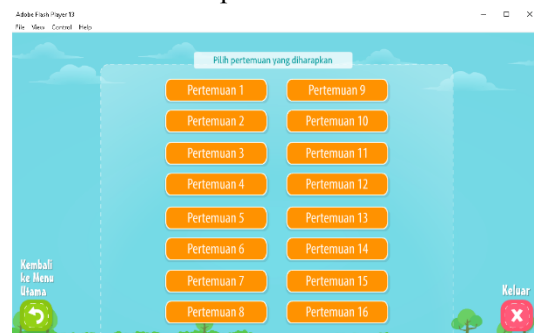 Adobe Flash Player 13
File View Control Help
Pilih pertemuan yang diharapkan
Pertemuan 1
Pertemuan 2
Pertemuan 3
Pertemuan 4
Pertemuan 5
Pertemuan 6
Pertemuan 7
Pertemuan 8
Pertemuan 9
Pertemuan 10
Pertemuan 11
Pertemuan 12
Pertemuan 13
Pertemuan 14
Pertemuan 15
Pertemuan 16
Kembali
ke Menu
Utama
Keluar